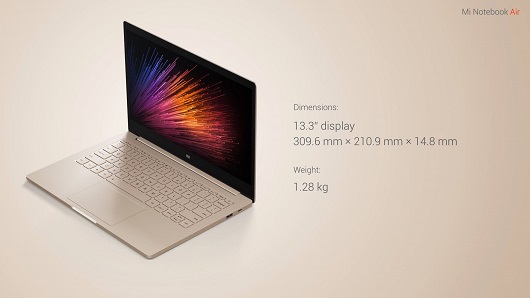 Mi Notebook Air
Dimensions:
13.3" display
309.6 mm × 210.9 mm × 14.8 mm
Weight:
1.28 kg